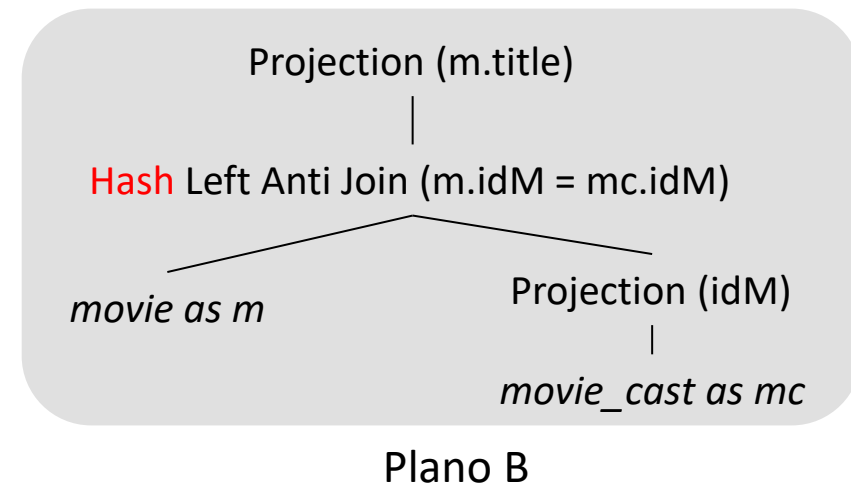 Projection (m.title)
Hash Left Anti Join (m.idM = mc.idM)
movie as m
Projection (idM)
movie_cast as mc
Plano B